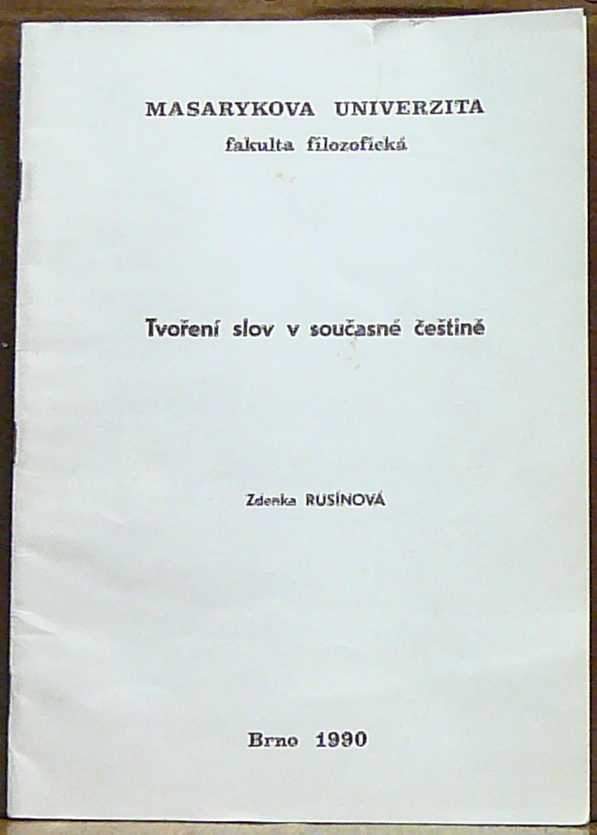 MASARYKOVA UNIVERZITA
fakulta filozofická
Tvoření slov v současné češtině
Zdenka RUSÍNOVÁ
Brno 1990